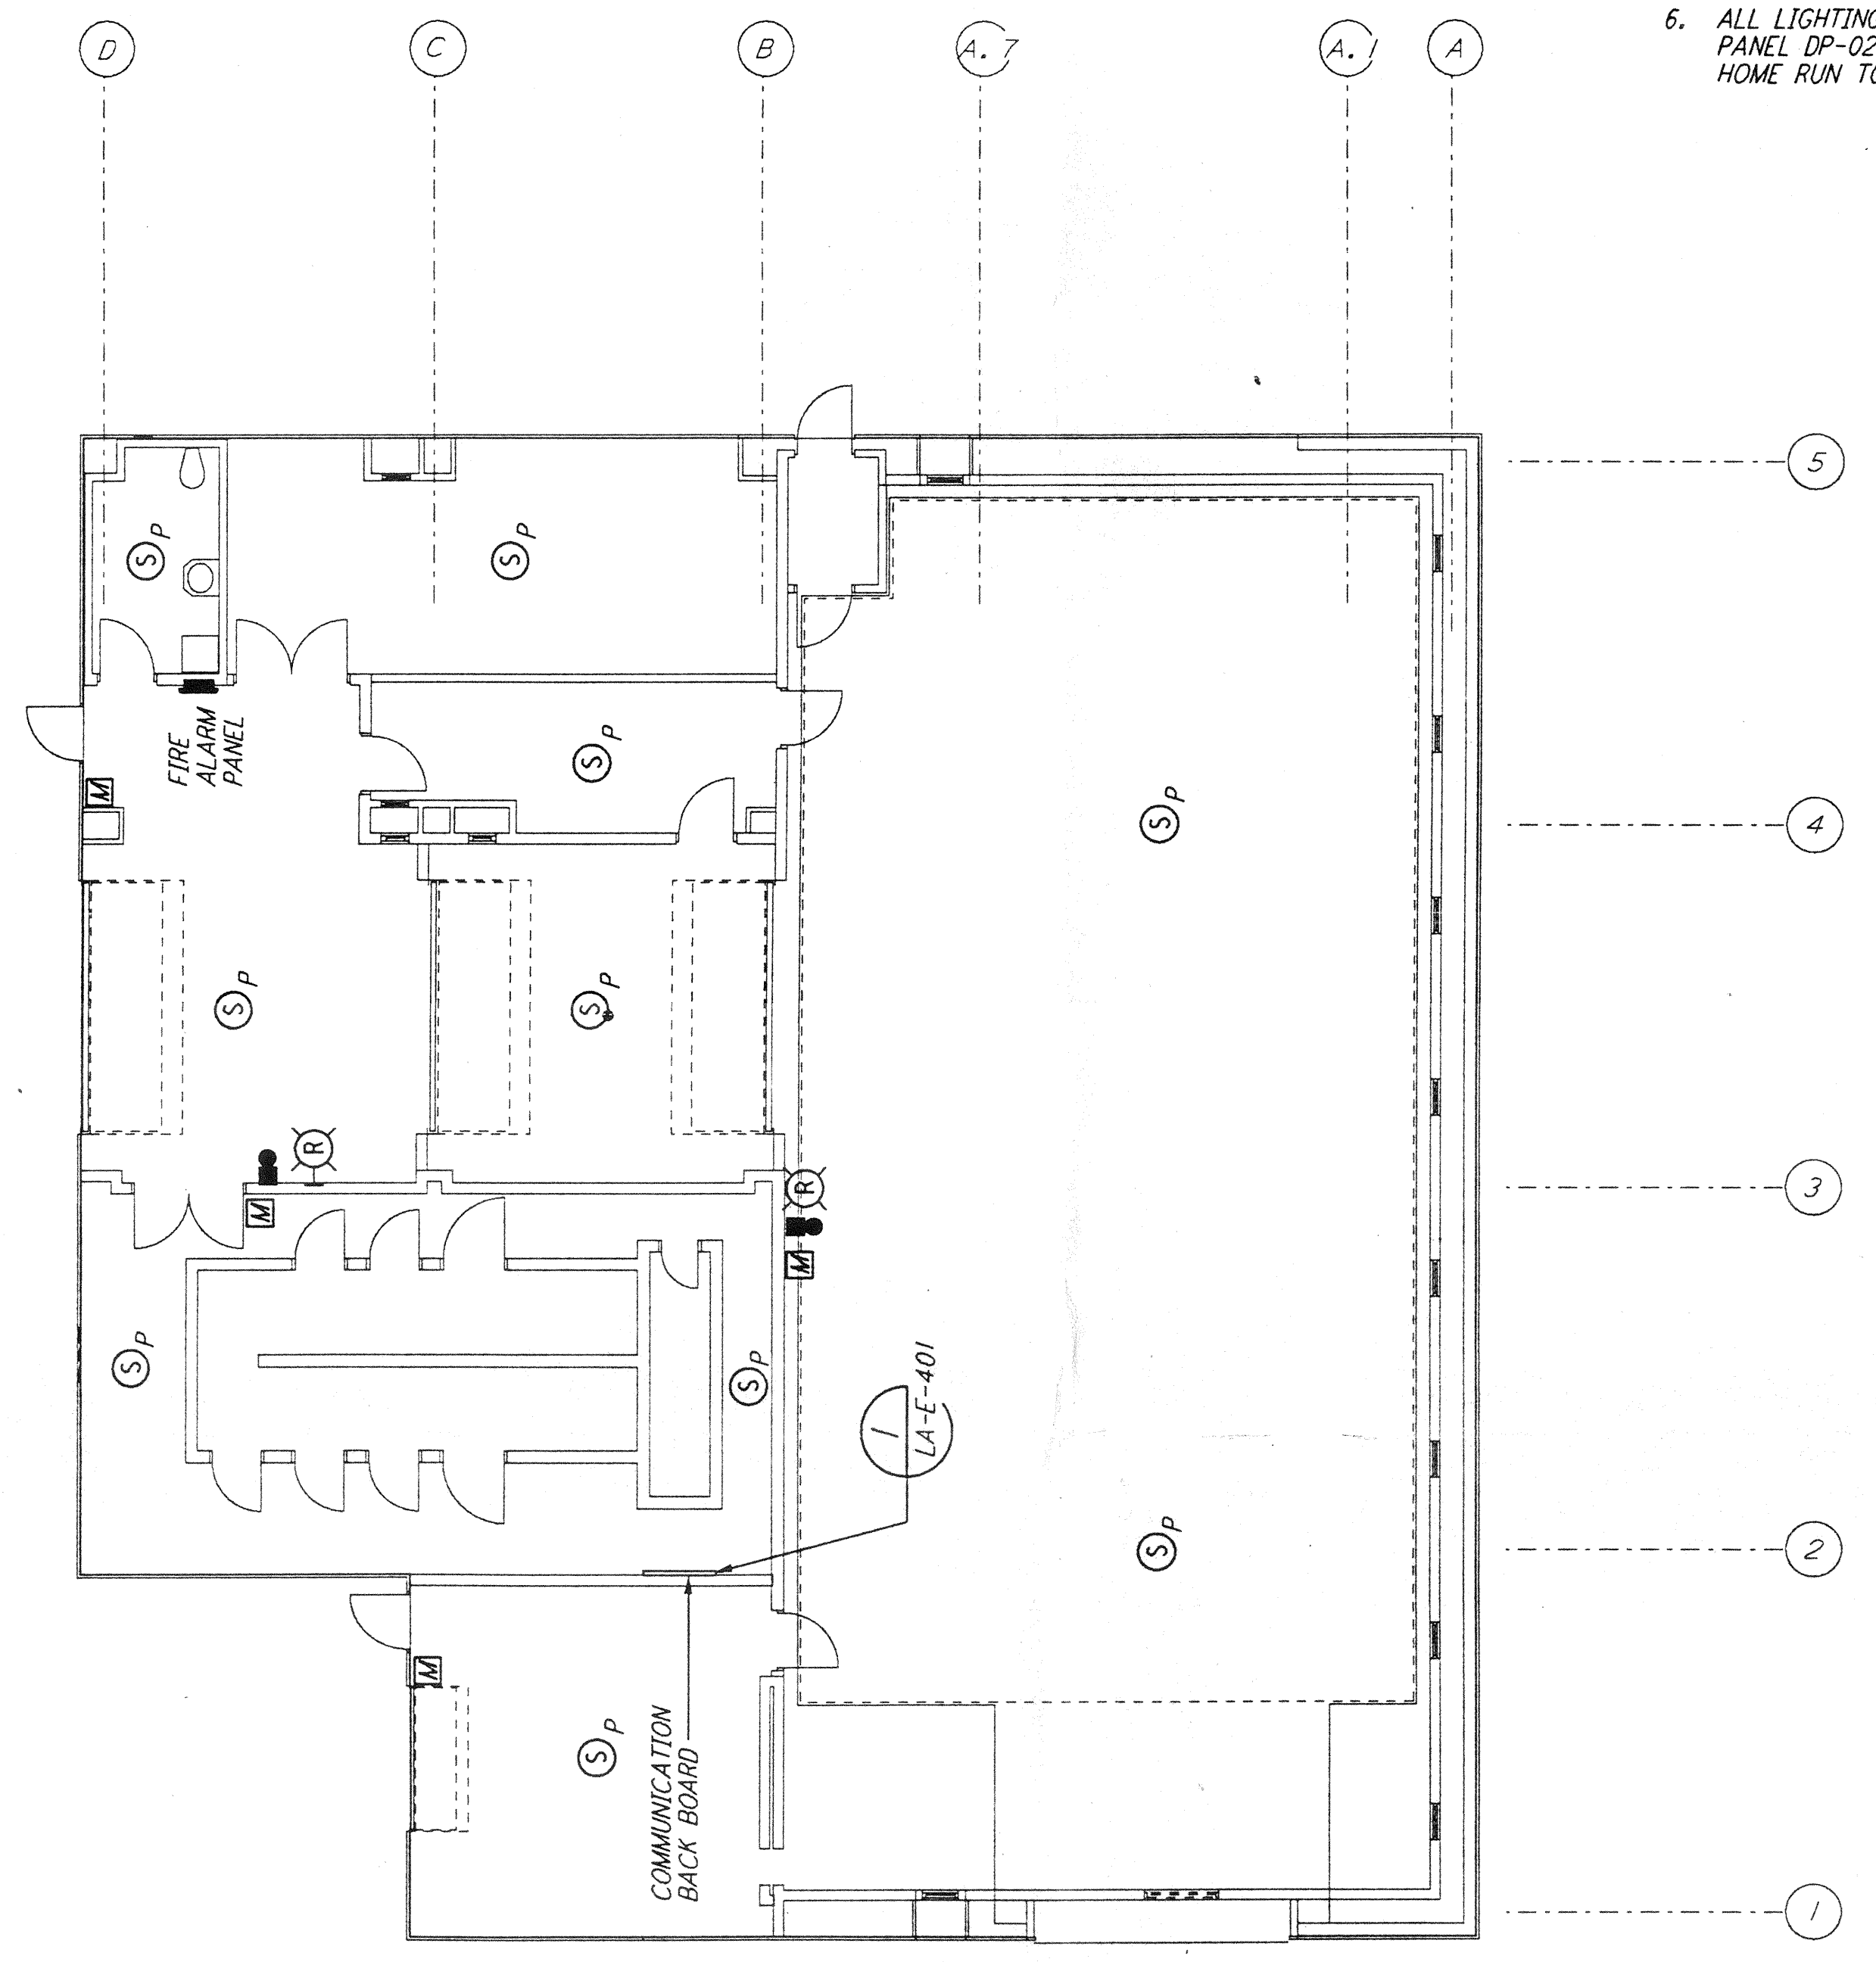 6. ALL LIGHTING
PANEL DP-02
HOME RUN TO
D
C
B
A.7
A.1
A
5
4
3
2
1
S P
S P
FIRE
ALARM
PANEL
S P
S P
M
S P
S P
R
M
R
M
S P
S P
1
LA-E-401
S P
M
S P
COMMUNICATION
BACK BOARD